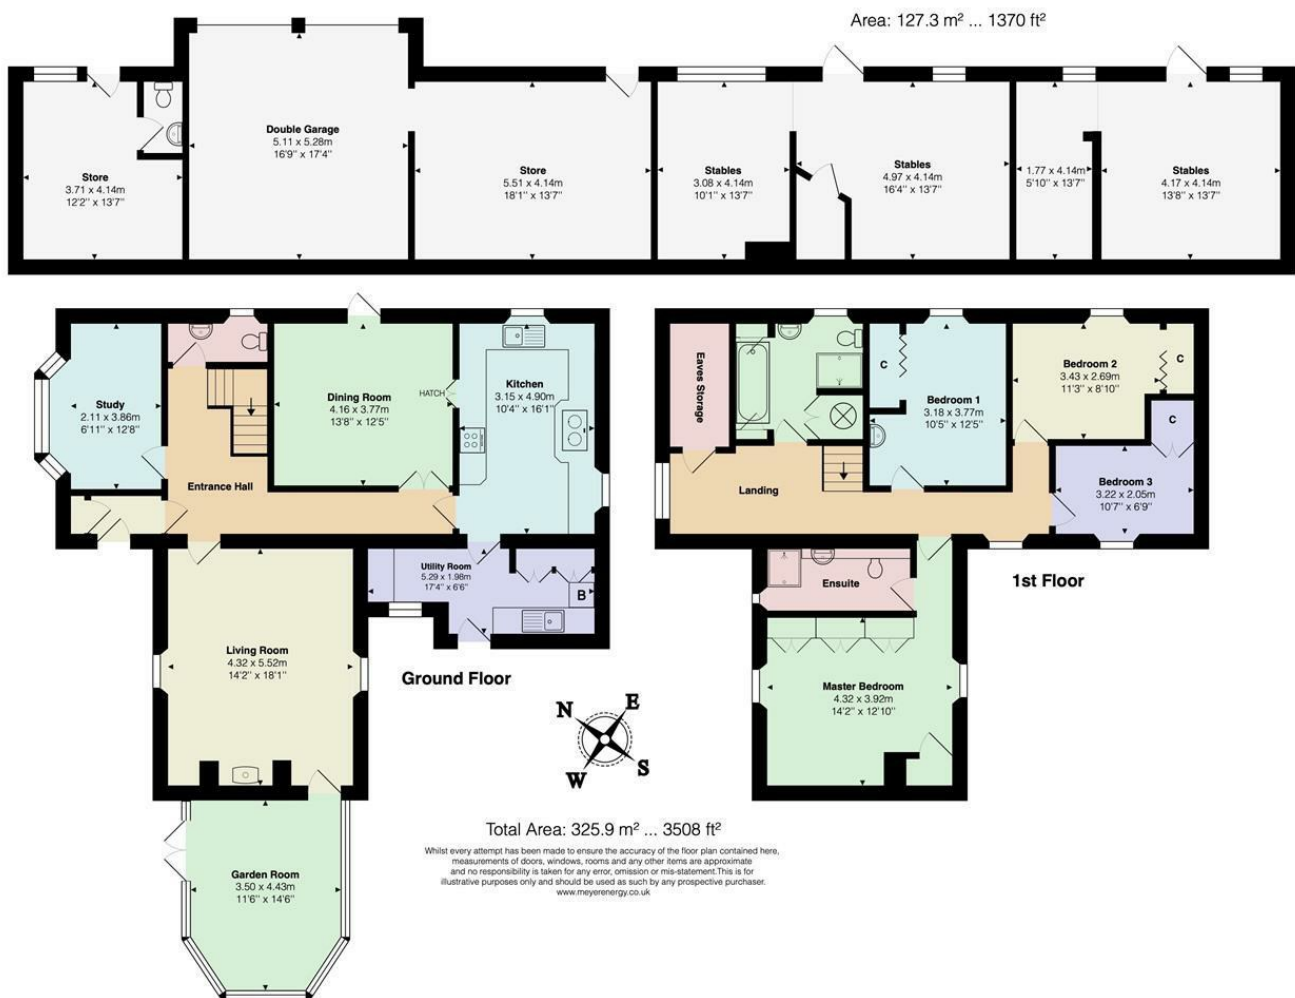 Area: 127.3 m² ... 1370 ft²
Store
3.71 x 4.14m
12'2" x 13'7"
Double Garage
5.11 x 5.28m
16'9" x 17'4"
Store
5.51 x 4.14m
18'1" x 13'7"
Stables
3.08 x 4.14m
10'1" x 13'7"
Stables
4.97 x 4.14m
16'4" x 13'7"
1.77 x 4.14m
5'10" x 13'7"
Stables
4.17 x 4.14m
13'8" x 13'7"
Study
2.11 x 3.86m
6'11" x 12'8"
Entrance Hall
Dining Room
4.16 x 3.77m
13'8" x 12'5"
HATCH
Kitchen
3.15 x 4.90m
10'4" x 16'1"
Utility Room
5.29 x 1.98m
17'4" x 6'6"
B
Living Room
4.32 x 5.52m
14'2" x 18'1"
Ground Floor
Garden Room
3.50 x 4.43m
11'6" x 14'6"
Eaves Storage
Landing
C
Bedroom 1
3.18 x 3.77m
10'5" x 12'5"
Bedroom 2
3.43 x 2.69m
11'3" x 8'10"
C
C
Bedroom 3
3.22 x 2.05m
10'7" x 6'9"
Ensuite
1st Floor
Master Bedroom
4.32 x 3.92m
14'2" x 12'10"
N
E
W
S
Total Area: 325.9 m² ... 3508 ft²
Whilst every attempt has been made to ensure the accuracy of the floor plan contained here,
measurements of doors, windows, rooms and any other items are approximate
and no responsibility is taken for any error, omission or mis-statement.This is for
illustrative purposes only and should be used as such by any prospective purchaser.
www.meyerenergy.co.uk